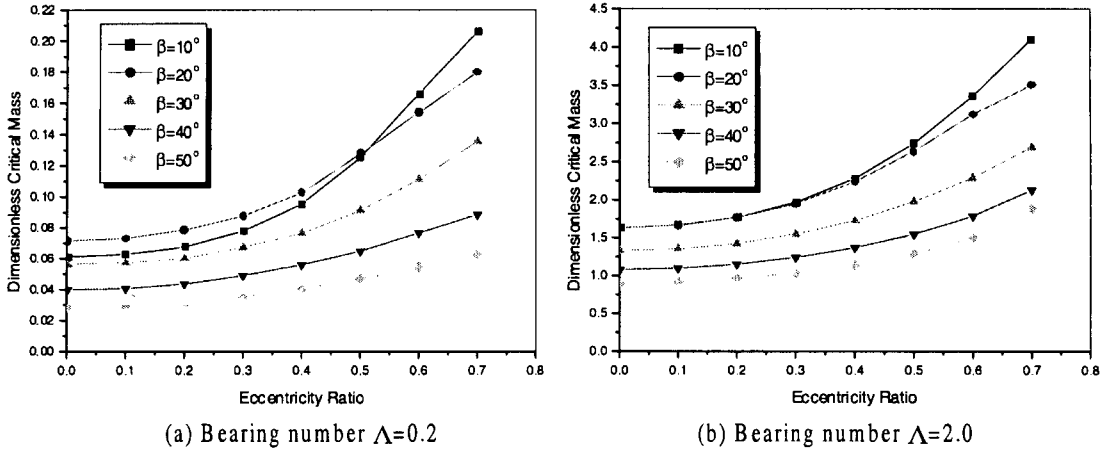 0.22
0.20
0.18
0.16
0.14
0.12
0.10
0.08
0.06
0.04
0.02
0.00
Dimensionless Critical Mass
β=10°
β=20°
β=30°
β=40°
β=50°
0.0 0.1 0.2 0.3 0.4 0.5 0.6 0.7 0.8
Eccentricity Ratio
(a) Bearing number Λ=0.2
4.5
4.0
3.5
3.0
2.5
2.0
1.5
1.0
0.5
0.0
Dimensionless Critical Mass
β=10°
β=20°
β=30°
β=40°
β=50°
0.0 0.1 0.2 0.3 0.4 0.5 0.6 0.7 0.8
Eccentricity Ratio
(b) Bearing number Λ=2.0